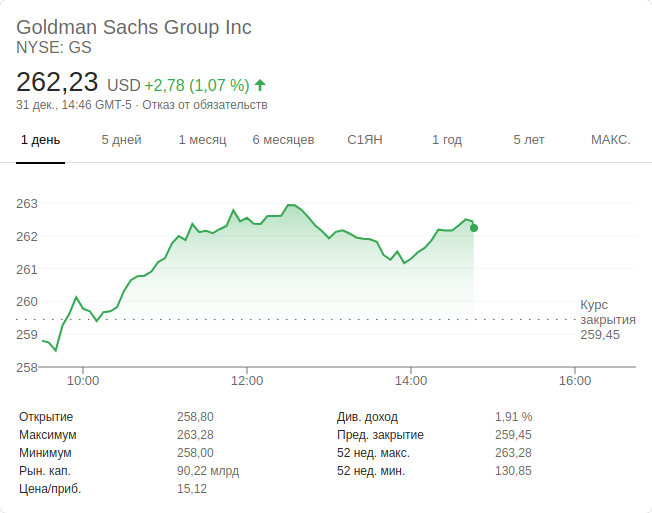 Goldman Sachs Group Inc
NYSE: GS
262,23 USD +2,78 (1,07 %)
31 дек., 14:46 GMT-5 · Отказ от обязательств
1 день 5 дней 1 месяц 6 месяцев С1ЯН 1 год 5 лет МАКС.
263
262
261
260
259
258
Курс
закрытия
259,45
10:00 12:00 14:00 16:00
Открытие 258,80 Див. доход 1,91 %
Максимум 263,28 Пред. закрытие 259,45
Минимум 258,00 52 нед. макс. 263,28
Рын. кап. 90,22 млрд 52 нед. мин. 130,85
Цена/приб. 15,12